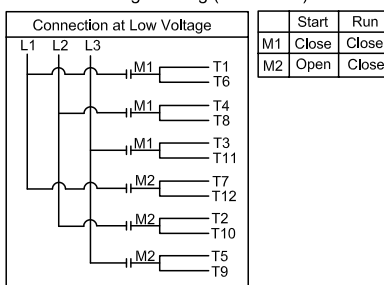 Connection at Low Voltage
L1 L2 L3
M1 T1
T6
M1 T4
T8
M1 T3
T11
M2 T7
T12
M2 T2
T10
M2 T5
T9
Start Run
M1 Close Close
M2 Open Close